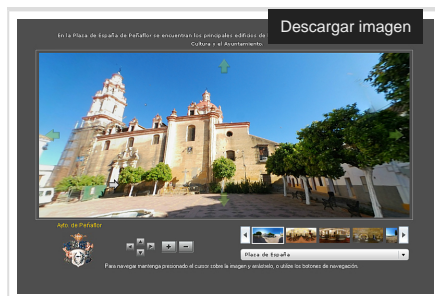 Descargar imagen
En la Plaza de España de Peñaflor se encuentran los principales edificios de
Cultura y el Ayuntamiento.
Ayto. de Peñaflor
Plaza de España
Para navegar mantenga presionado el cursor sobre la imagen y arrástrelo, o utilice los botones de navegación.